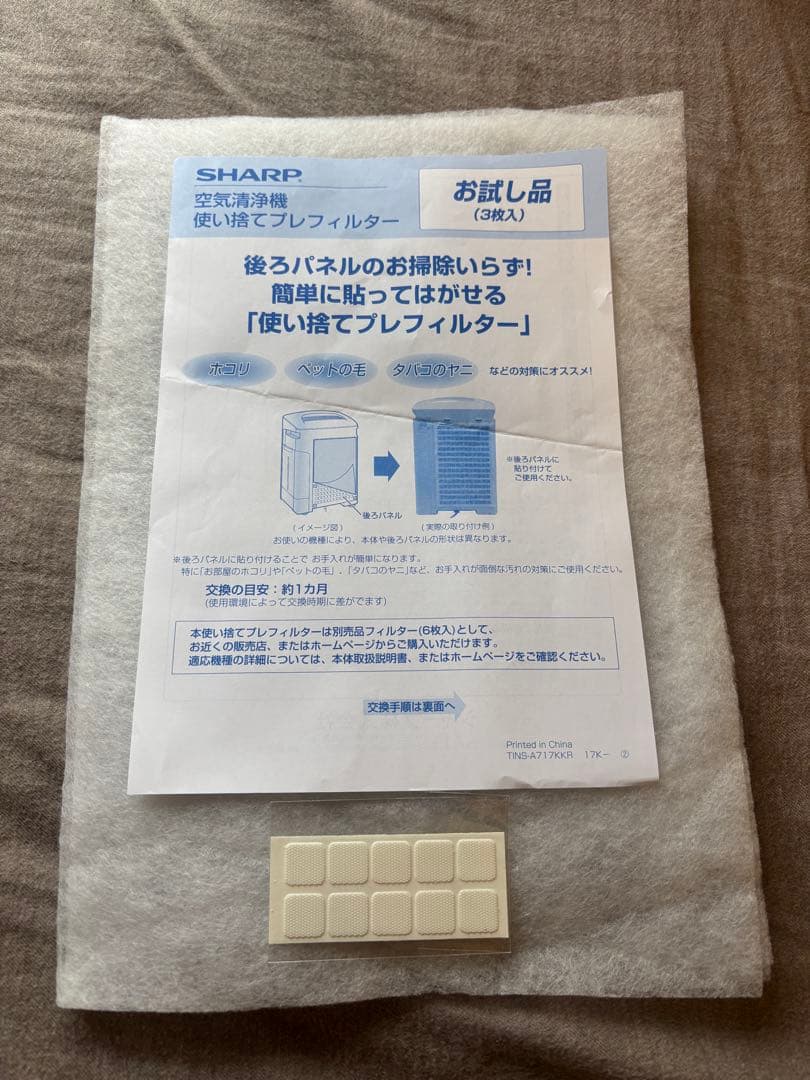 SHARP
空気清浄機
使い捨てプレフィルター
お試し品
(3枚入)
後ろパネルのお掃除いらず!
簡単に貼ってはがせる
「使い捨てプレフィルター」
ホコリ ペットの毛 タバコのヤニ などの対策にオススメ!
※後ろパネルに
貼り付けて
ご使用ください。
後ろパネル
(イメージ図) (実際の取り付け例)
お使いの機種により、本体や後ろパネルの形状は異なります。
※後ろパネルに貼り付けることで お手入れが簡単になります。
特に「お部屋のホコリ」や「ペットの毛」、「タバコのヤニ」など、お手入れが面倒な汚れの対策にご使用ください。
交換の目安:約1カ月
(使用環境によって交換時期に差がでます)
本使い捨てプレフィルターは別売品フィルター(6枚入)として、
お近くの販売店、またはホームページからご購入いただけます。
適応機種の詳細については、本体取扱説明書、またはホームページをご確認ください。
交換手順は裏面へ
Printed in China
TINS-A717KKR 17K- ②